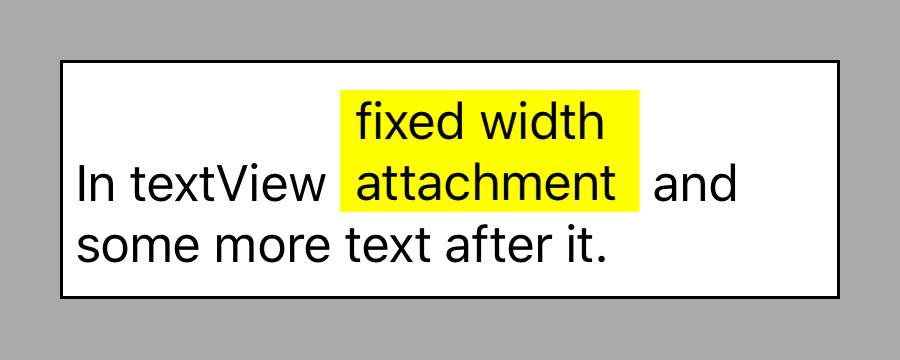 fixed width
In textView attachment and
some more text after it.